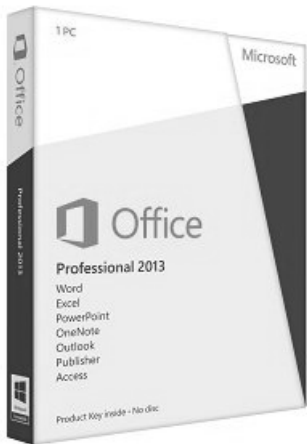 1 PC
Microsoft
Office
Professional 2013
Office
Professional 2013
Word
Excel
PowerPoint
OneNote
Outlook
Publisher
Access
Product Key inside - No disc